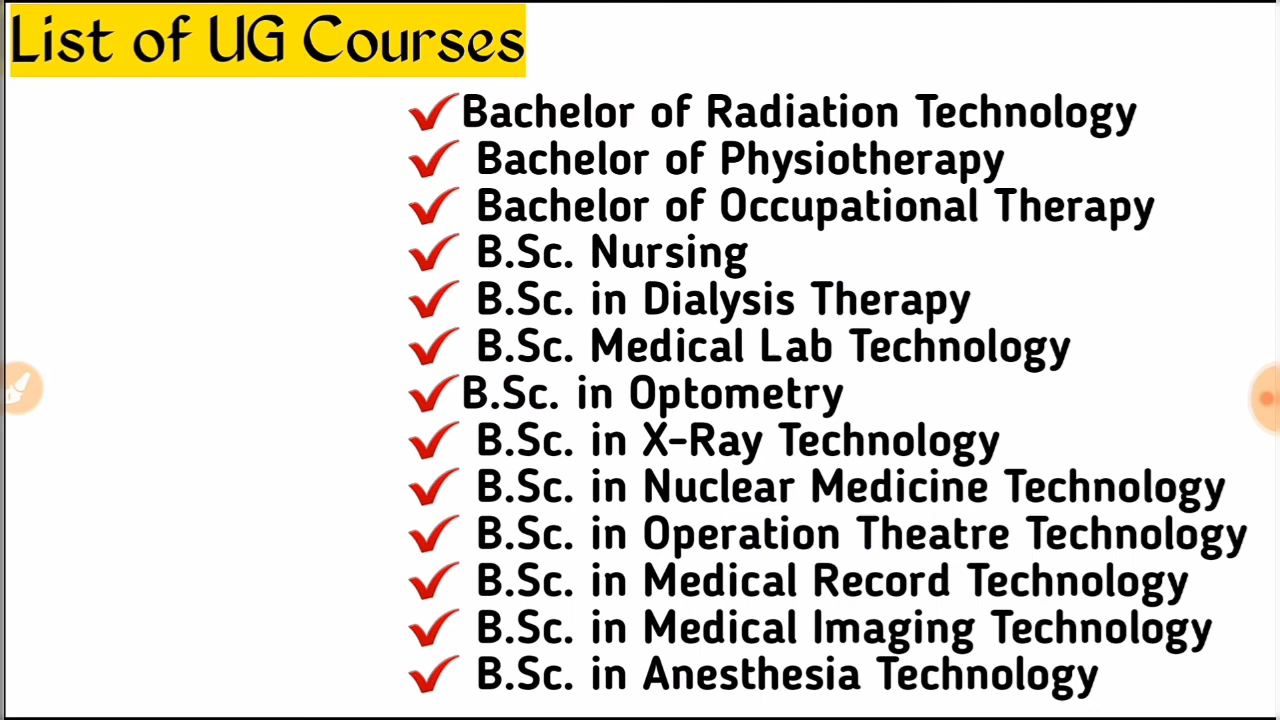 List of UG Courses
Bachelor of Radiation Technology
Bachelor of Physiotherapy
Bachelor of Occupational Therapy
B.Sc. Nursing
B.Sc. in Dialysis Therapy
B.Sc. Medical Lab Technology
B.Sc. in Optometry
B.Sc. in X-Ray Technology
B.Sc. in Nuclear Medicine Technology
B.Sc. in Operation Theatre Technology
B.Sc. in Medical Record Technology
B.Sc. in Medical Imaging Technology
B.Sc. in Anesthesia Technology